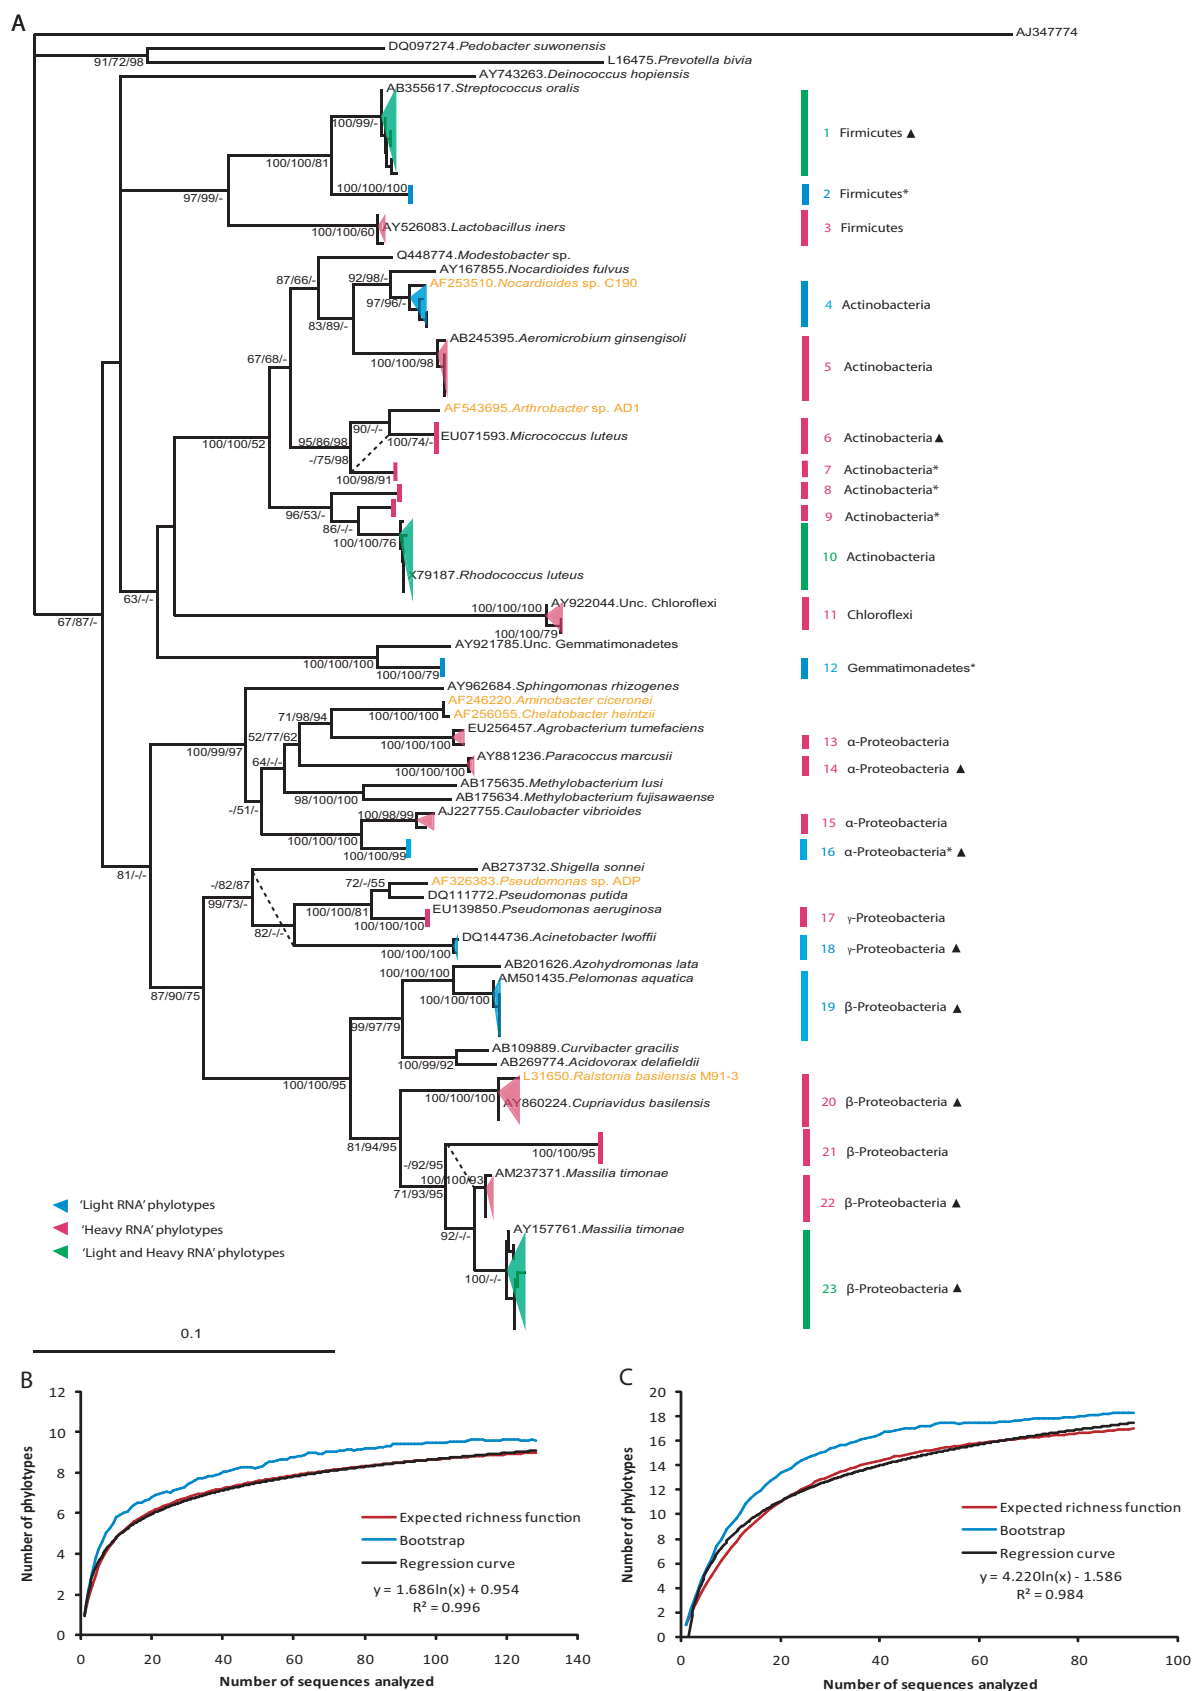 A
AJ347774
DQ097274.Pedobacter suwonensis
91/72/98
L16475.Prevotella bivia
AY743263.Deinococcus hopiensis
AB355617.Streptococcus oralis
100/99/-
1 Firmicutes ▲
100/100/81
100/100/100
2 Firmicutes*
97/99/-
AY526083.Lactobacillus iners
100/100/60
3 Firmicutes
Q448774.Modestobacter sp.
AY167855.Nocardioides fulvus
87/66/-
92/98/-
AF253510.Nocardioides sp. C190
97/96/-
4 Actinobacteria
83/89/-
AB245395.Aeromicrobium ginsengisoli
67/68/-
100/100/98
5 Actinobacteria
AF543695.Arthrobacter sp. AD1
90/-/-
EU071593.Micrococcus luteus
100/100/52
95/86/98
100/74/-
6 Actinobacteria ▲
-/75/98
100/98/91
7 Actinobacteria*
8 Actinobacteria*
96/53/-
9 Actinobacteria*
86/-/-
100/100/76
10 Actinobacteria
X79187.Rhodococcus luteus
63/-/-
100/100/100
AY922044.Unc. Chloroflexi
11 Chloroflexi
67/87/-
100/100/79
AY921785.Unc. Gemmatimonadetes
100/100/100
100/100/79
12 Gemmatimonadetes*
AY962684.Sphingomonas rhizogenes
AF246220.Aminobacter ciceronei
100/100/100
AF256055.Chelatobacter heintzii
71/98/94
EU256457.Agrobacterium tumefaciens
52/77/62
100/100/100
13 α-Proteobacteria
100/99/97
AY881236.Paracoccus marcusii
64/-/-
100/100/100
14 α-Proteobacteria ▲
AB175635.Methylobacterium lusi
98/100/100
AB175634.Methylobacterium fujisawaense
-/51/-
100/98/99
AJ227755.Caulobacter vibrioides
15 α-Proteobacteria
100/100/100
100/100/99
16 α-Proteobacteria* ▲
AB273732.Shigella sonnei
81/-/-
-/82/87
72/-/55
AF326383.Pseudomonas sp. ADP
99/73/-
DQ111772.Pseudomonas putida
100/100/81
EU139850.Pseudomonas aeruginosa
100/100/100
17 γ-Proteobacteria
82/-/-
DQ144736.Acinetobacter lwoffii
100/100/100
18 γ-Proteobacteria ▲
AB201626.Azohydromonas lata
100/100/100
AM501435.Pelomonas aquatica
87/90/75
100/100/100
19 β-Proteobacteria ▲
99/97/79
AB109889.Curvibacter gracilis
100/99/92
AB269774.Acidovorax delafieldii
100/100/95
L31650.Ralstonia basilensis M91-3
100/100/100
AY860224.Cupriavidus basilensis
20 β-Proteobacteria ▲
81/94/95
100/100/95
21 β-Proteobacteria
-/92/95
100/100/93
AM237371.Massilia timonae
71/93/95
22 β-Proteobacteria ▲
'Light RNA' phylotypes
'Heavy RNA' phylotypes
92/-/-
AY157761.Massilia timonae
'Light and Heavy RNA' phylotypes
100/-/-
23 β-Proteobacteria ▲
0.1
B
Number of phylotypes
12
10
8
6
4
2
0
Expected richness function
Bootstrap
Regression curve
y = 1.686ln(x) + 0.954
R² = 0.996
0 20 40 60 80 100 120 140
Number of sequences analyzed
C
Number of phylotypes
20
18
16
14
12
10
8
6
4
2
0
Expected richness function
Bootstrap
Regression curve
y = 4.220ln(x) - 1.586
R² = 0.984
0 20 40 60 80 100
Number of sequences analyzed